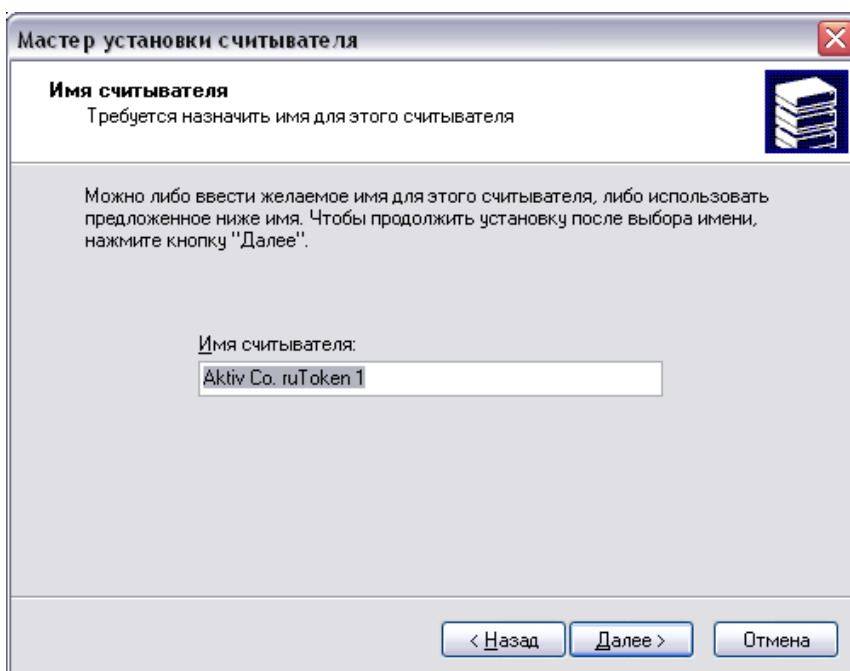 Мастер установки считывателя
Имя считывателя
Требуется назначить имя для этого считывателя
Можно либо ввести желаемое имя для этого считывателя, либо использовать
предложенное ниже имя. Чтобы продолжить установку после выбора имени,
нажмите кнопку "Далее".
Имя считывателя:
Aktiv Co. ruToken 1
< Назад Далее > Отмена